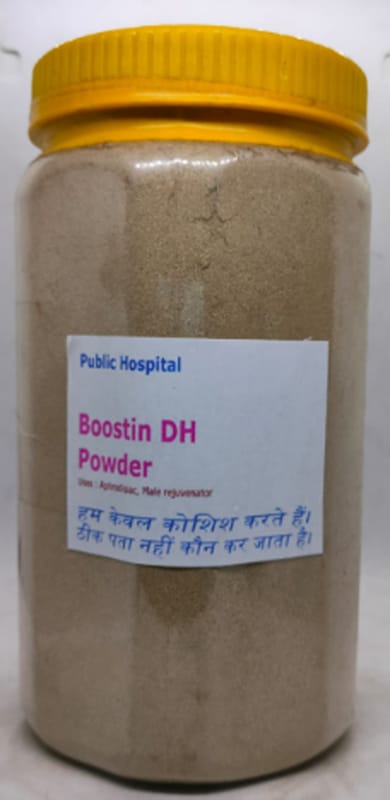 Public Hospital
Boostin DH
Powder
Uses : Aphrodisiac, Male rejuvenator
हम केवल कोशिश करते हैं।
ठीक पता नहीं कौन कर जाता है।